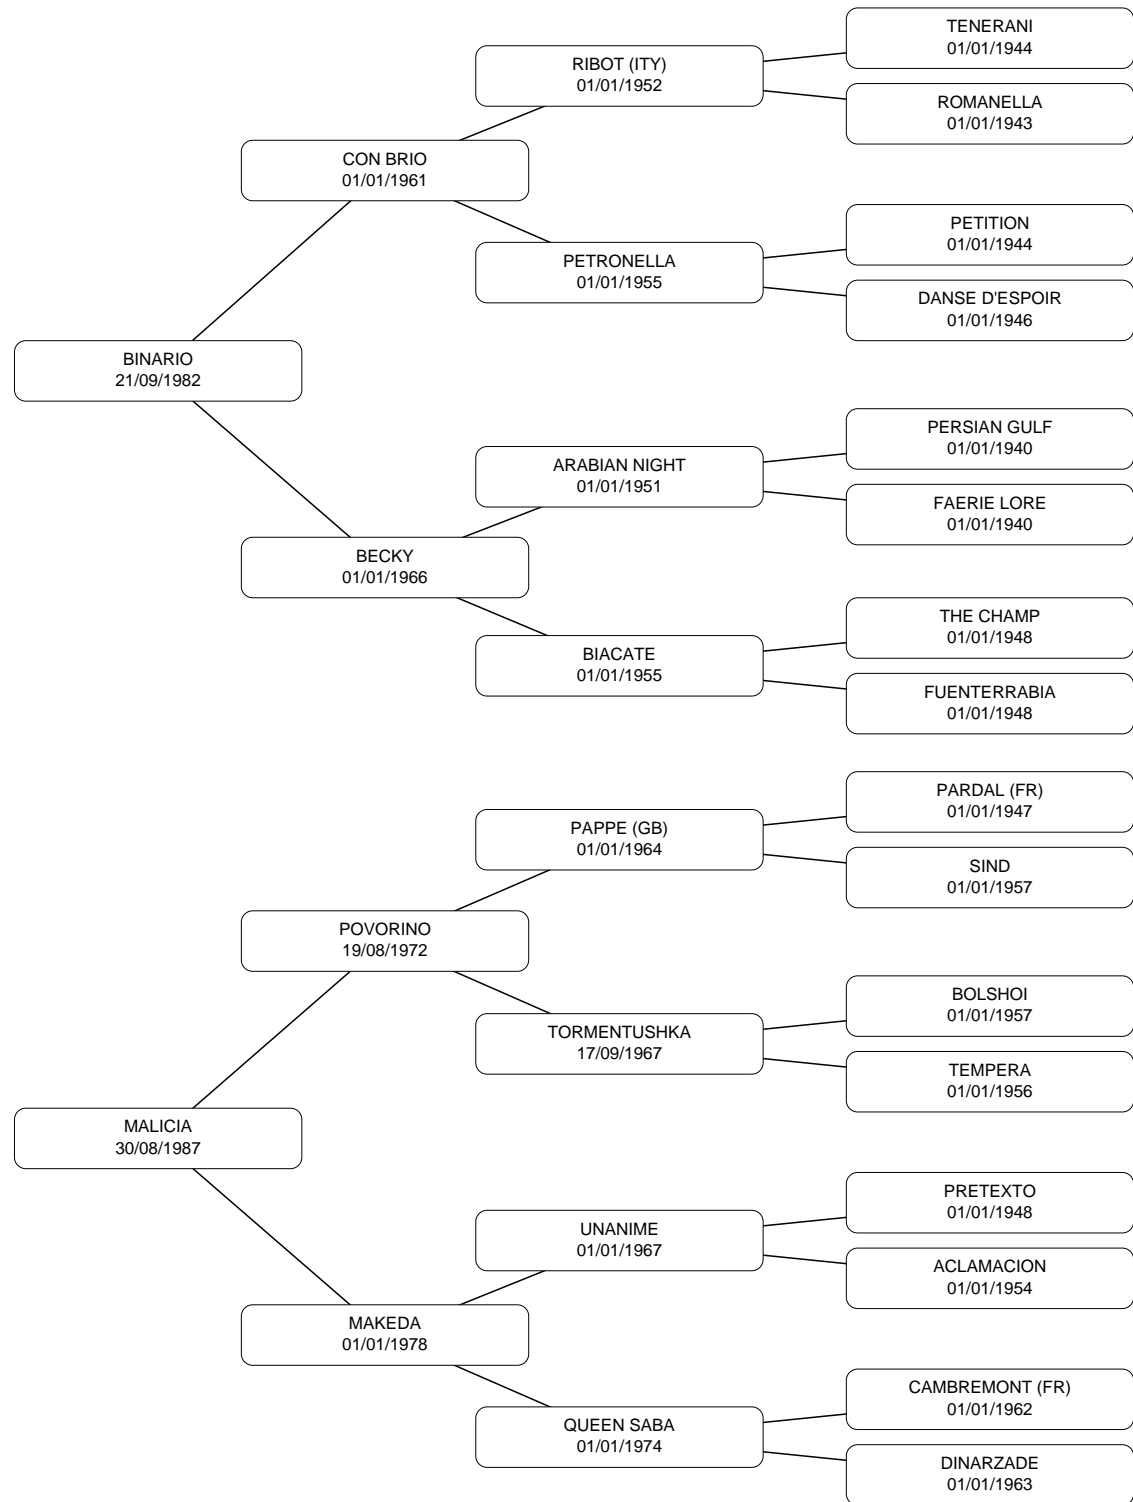 TENERANI
01/01/1944
RIBOT (ITY)
01/01/1952
ROMANELLA
01/01/1943
CON BRIO
01/01/1961
PETITION
01/01/1944
PETRONELLA
01/01/1955
DANSE D'ESPOIR
01/01/1946
BINARIO
21/09/1982
PERSIAN GULF
01/01/1940
ARABIAN NIGHT
01/01/1951
FAERIE LORE
01/01/1940
BECKY
01/01/1966
THE CHAMP
01/01/1948
BIACATE
01/01/1955
FUENTERRABIA
01/01/1948
PARDAL (FR)
01/01/1947
PAPPE (GB)
01/01/1964
SIND
01/01/1957
POVORINO
19/08/1972
BOLSHOI
01/01/1957
TORMENTUSHKA
17/09/1967
TEMPERA
01/01/1956
MALICIA
30/08/1987
PRETEXTO
01/01/1948
UNANIME
01/01/1967
ACLAMACION
01/01/1954
MAKEDA
01/01/1978
CAMBREMONT (FR)
01/01/1962
QUEEN SABA
01/01/1974
DINARZADE
01/01/1963